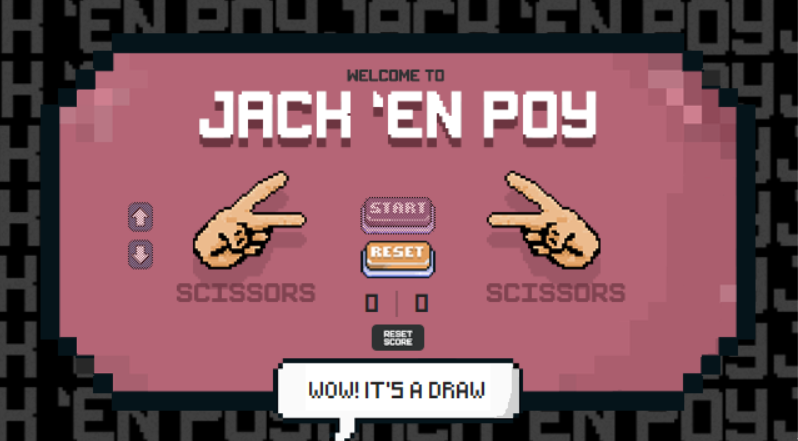 WELCOME TO
JACK 'EN POY
START
RESET
SCISSORS
SCISSORS
0 | 0
RESET
SCORE
WOW! IT'S A DRAW